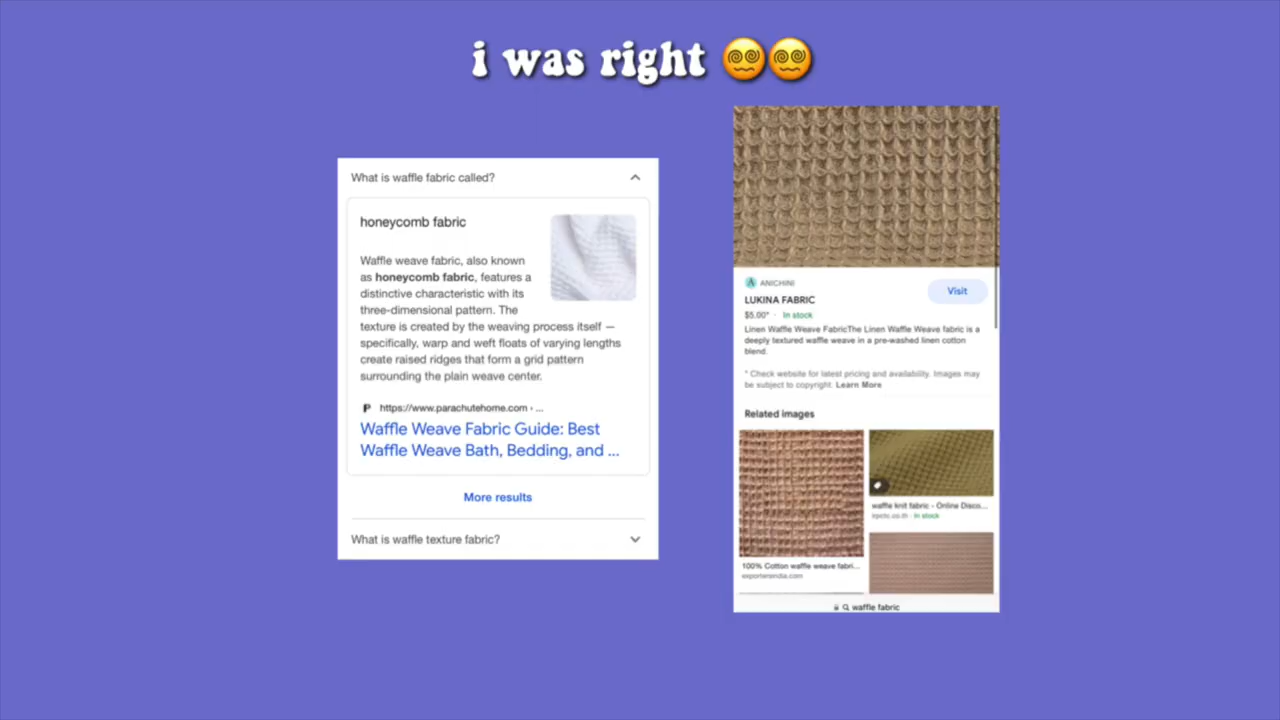 i was right 😵‍💫😵‍💫
What is waffle fabric called?
honeycomb fabric
Waffle weave fabric, also known
as honeycomb fabric, features a
distinctive characteristic with its
three-dimensional pattern. The
texture is created by the weaving process itself —
specifically, warp and weft floats of varying lengths
create raised ridges that form a grid pattern
surrounding the plain weave center.
https://www.parachutehome.com › ...
Waffle Weave Fabric Guide: Best
Waffle Weave Bath, Bedding, and ...
More results
What is waffle texture fabric?
ANICHINI
Visit
LUKINA FABRIC
$5.00* · In stock
Linen Waffle Weave FabricThe Linen Waffle Weave fabric is a
deeply textured waffle weave in a pre-washed linen cotton
blend.
* Check website for latest pricing and availability. Images may
be subject to copyright. Learn More
Related images
100% Cotton waffle weave fabri...
exportersindia.com
waffle knit fabric - Online Disco...
In stock
waffle fabric